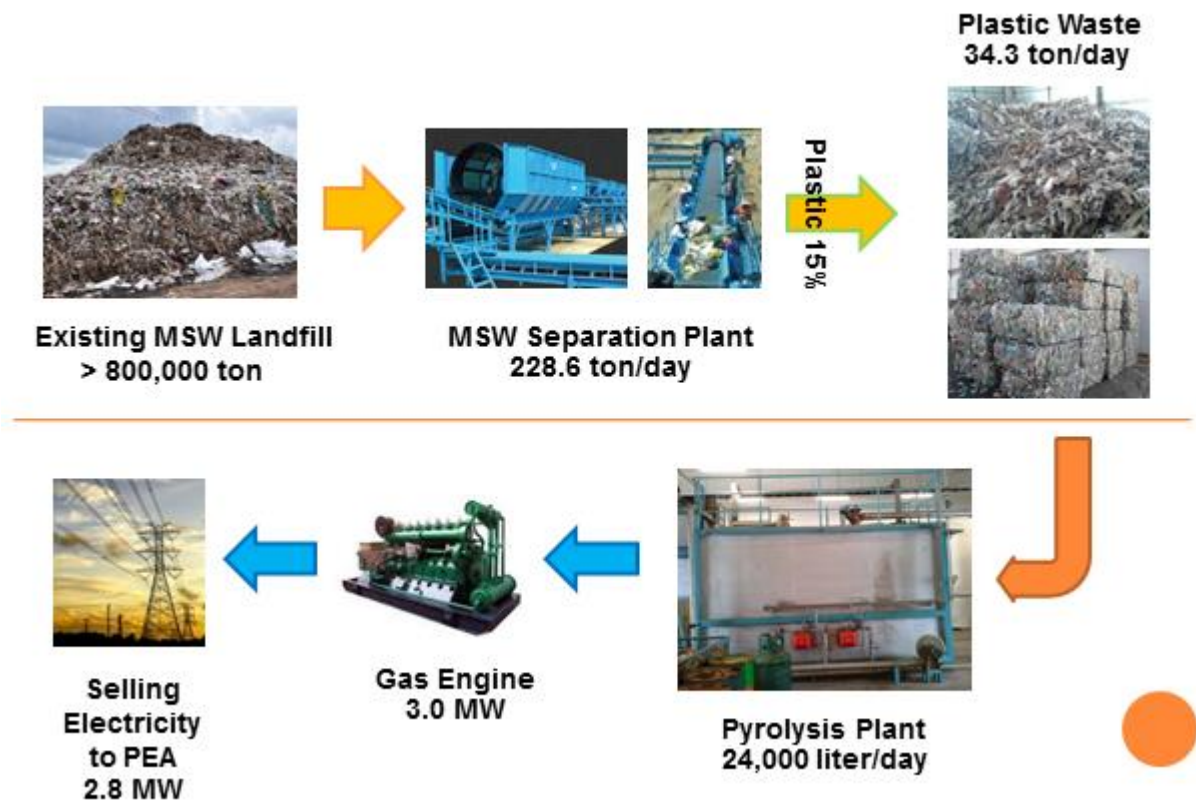 Existing MSW Landfill
> 800,000 ton
MSW Separation Plant
228.6 ton/day
Plastic 15%
Plastic Waste
34.3 ton/day
Pyrolysis Plant
24,000 liter/day
Gas Engine
3.0 MW
Selling
Electricity
to PEA
2.8 MW